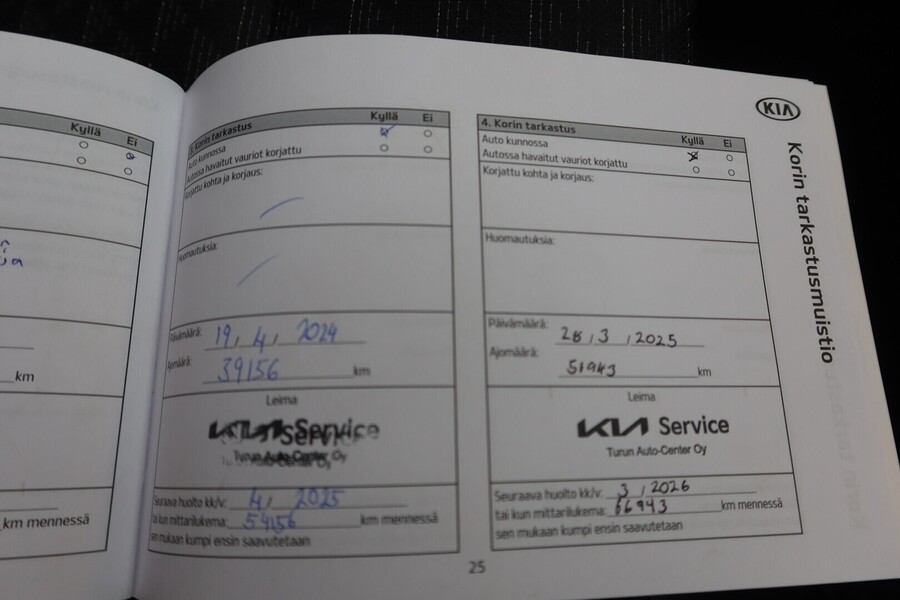 Kyllä Ei
km
km mennessä
3. Korin tarkastus Kyllä Ei
Auto kunnossa
Autossa havaitut vauriot korjattu
Korjattu kohta ja korjaus:
Huomautuksia:
Päivämäärä: 19, 4, 2024
Ajomäärä: 39156 km
Leima
KIA Service
Turun Auto-Center Oy
Seuraava huolto kk/v: 4, 2025
tai kun mittarilukema: 54156 km mennessä
sen mukaan kumpi ensin saavutetaan
4. Korin tarkastus Kyllä Ei
Auto kunnossa
Autossa havaitut vauriot korjattu
Korjattu kohta ja korjaus:
Huomautuksia:
Päivämäärä: 28, 3, 2025
Ajomäärä: 51943 km
Leima
KIA Service
Turun Auto-Center Oy
Seuraava huolto kk/v: 3, 2026
tai kun mittarilukema: 66943 km mennessä
sen mukaan kumpi ensin saavutetaan
25
KIA
Korin tarkastusmuistio